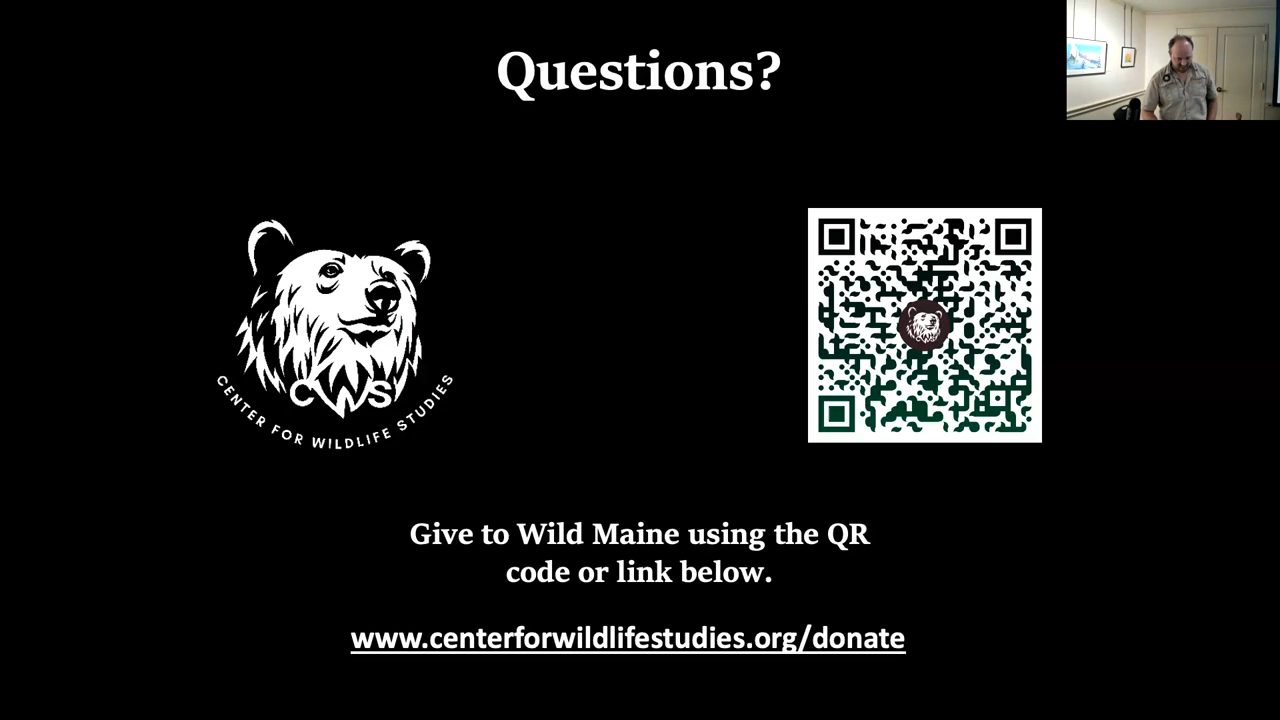 Questions?
CWS
CENTER FOR WILDLIFE STUDIES
Give to Wild Maine using the QR
code or link below.
www.centerforwildlifestudies.org/donate